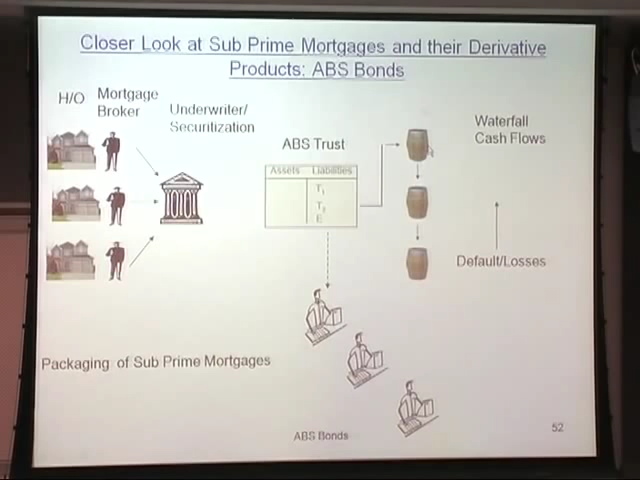 Closer Look at Sub Prime Mortgages and their Derivative
Products: ABS Bonds
H/O
Mortgage
Broker
Underwriter/
Securitization
ABS Trust
Assets Liabilities
T1
T2
E
Waterfall
Cash Flows
Default/Losses
Packaging of Sub Prime Mortgages
ABS Bonds
52